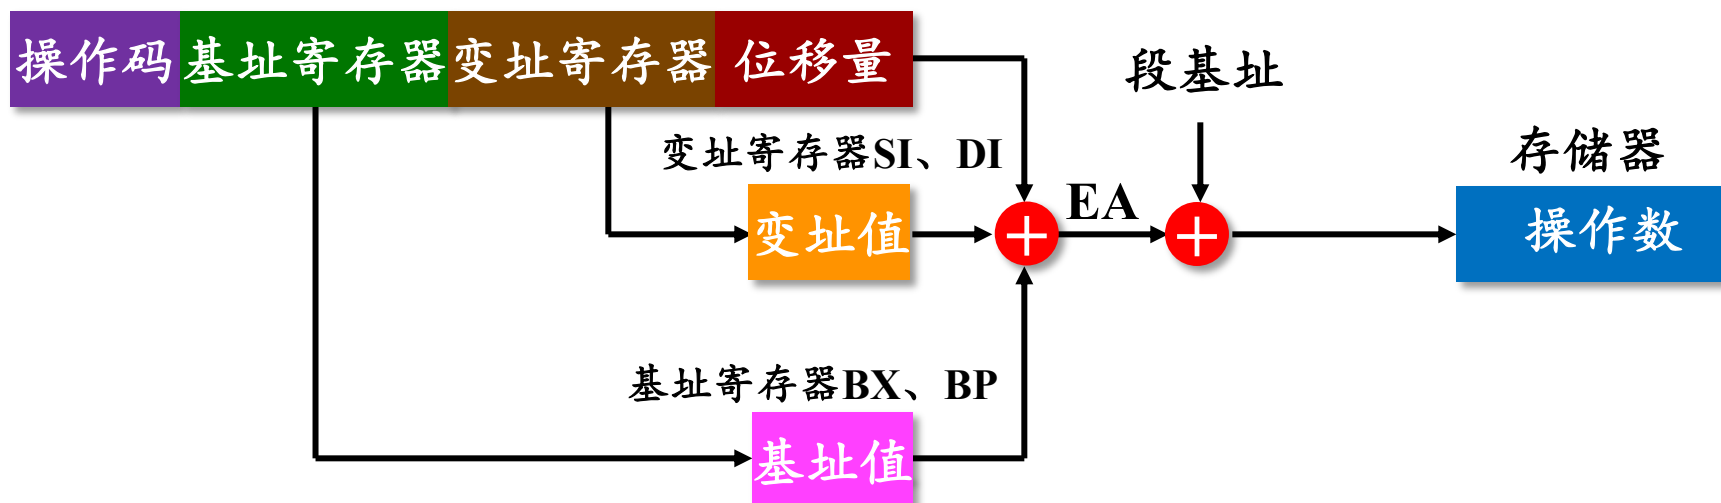 操作码 基址寄存器 变址寄存器 位移量
段基址
变址寄存器SI、DI
存储器
变址值
EA
操作数
基址寄存器BX、BP
基址值